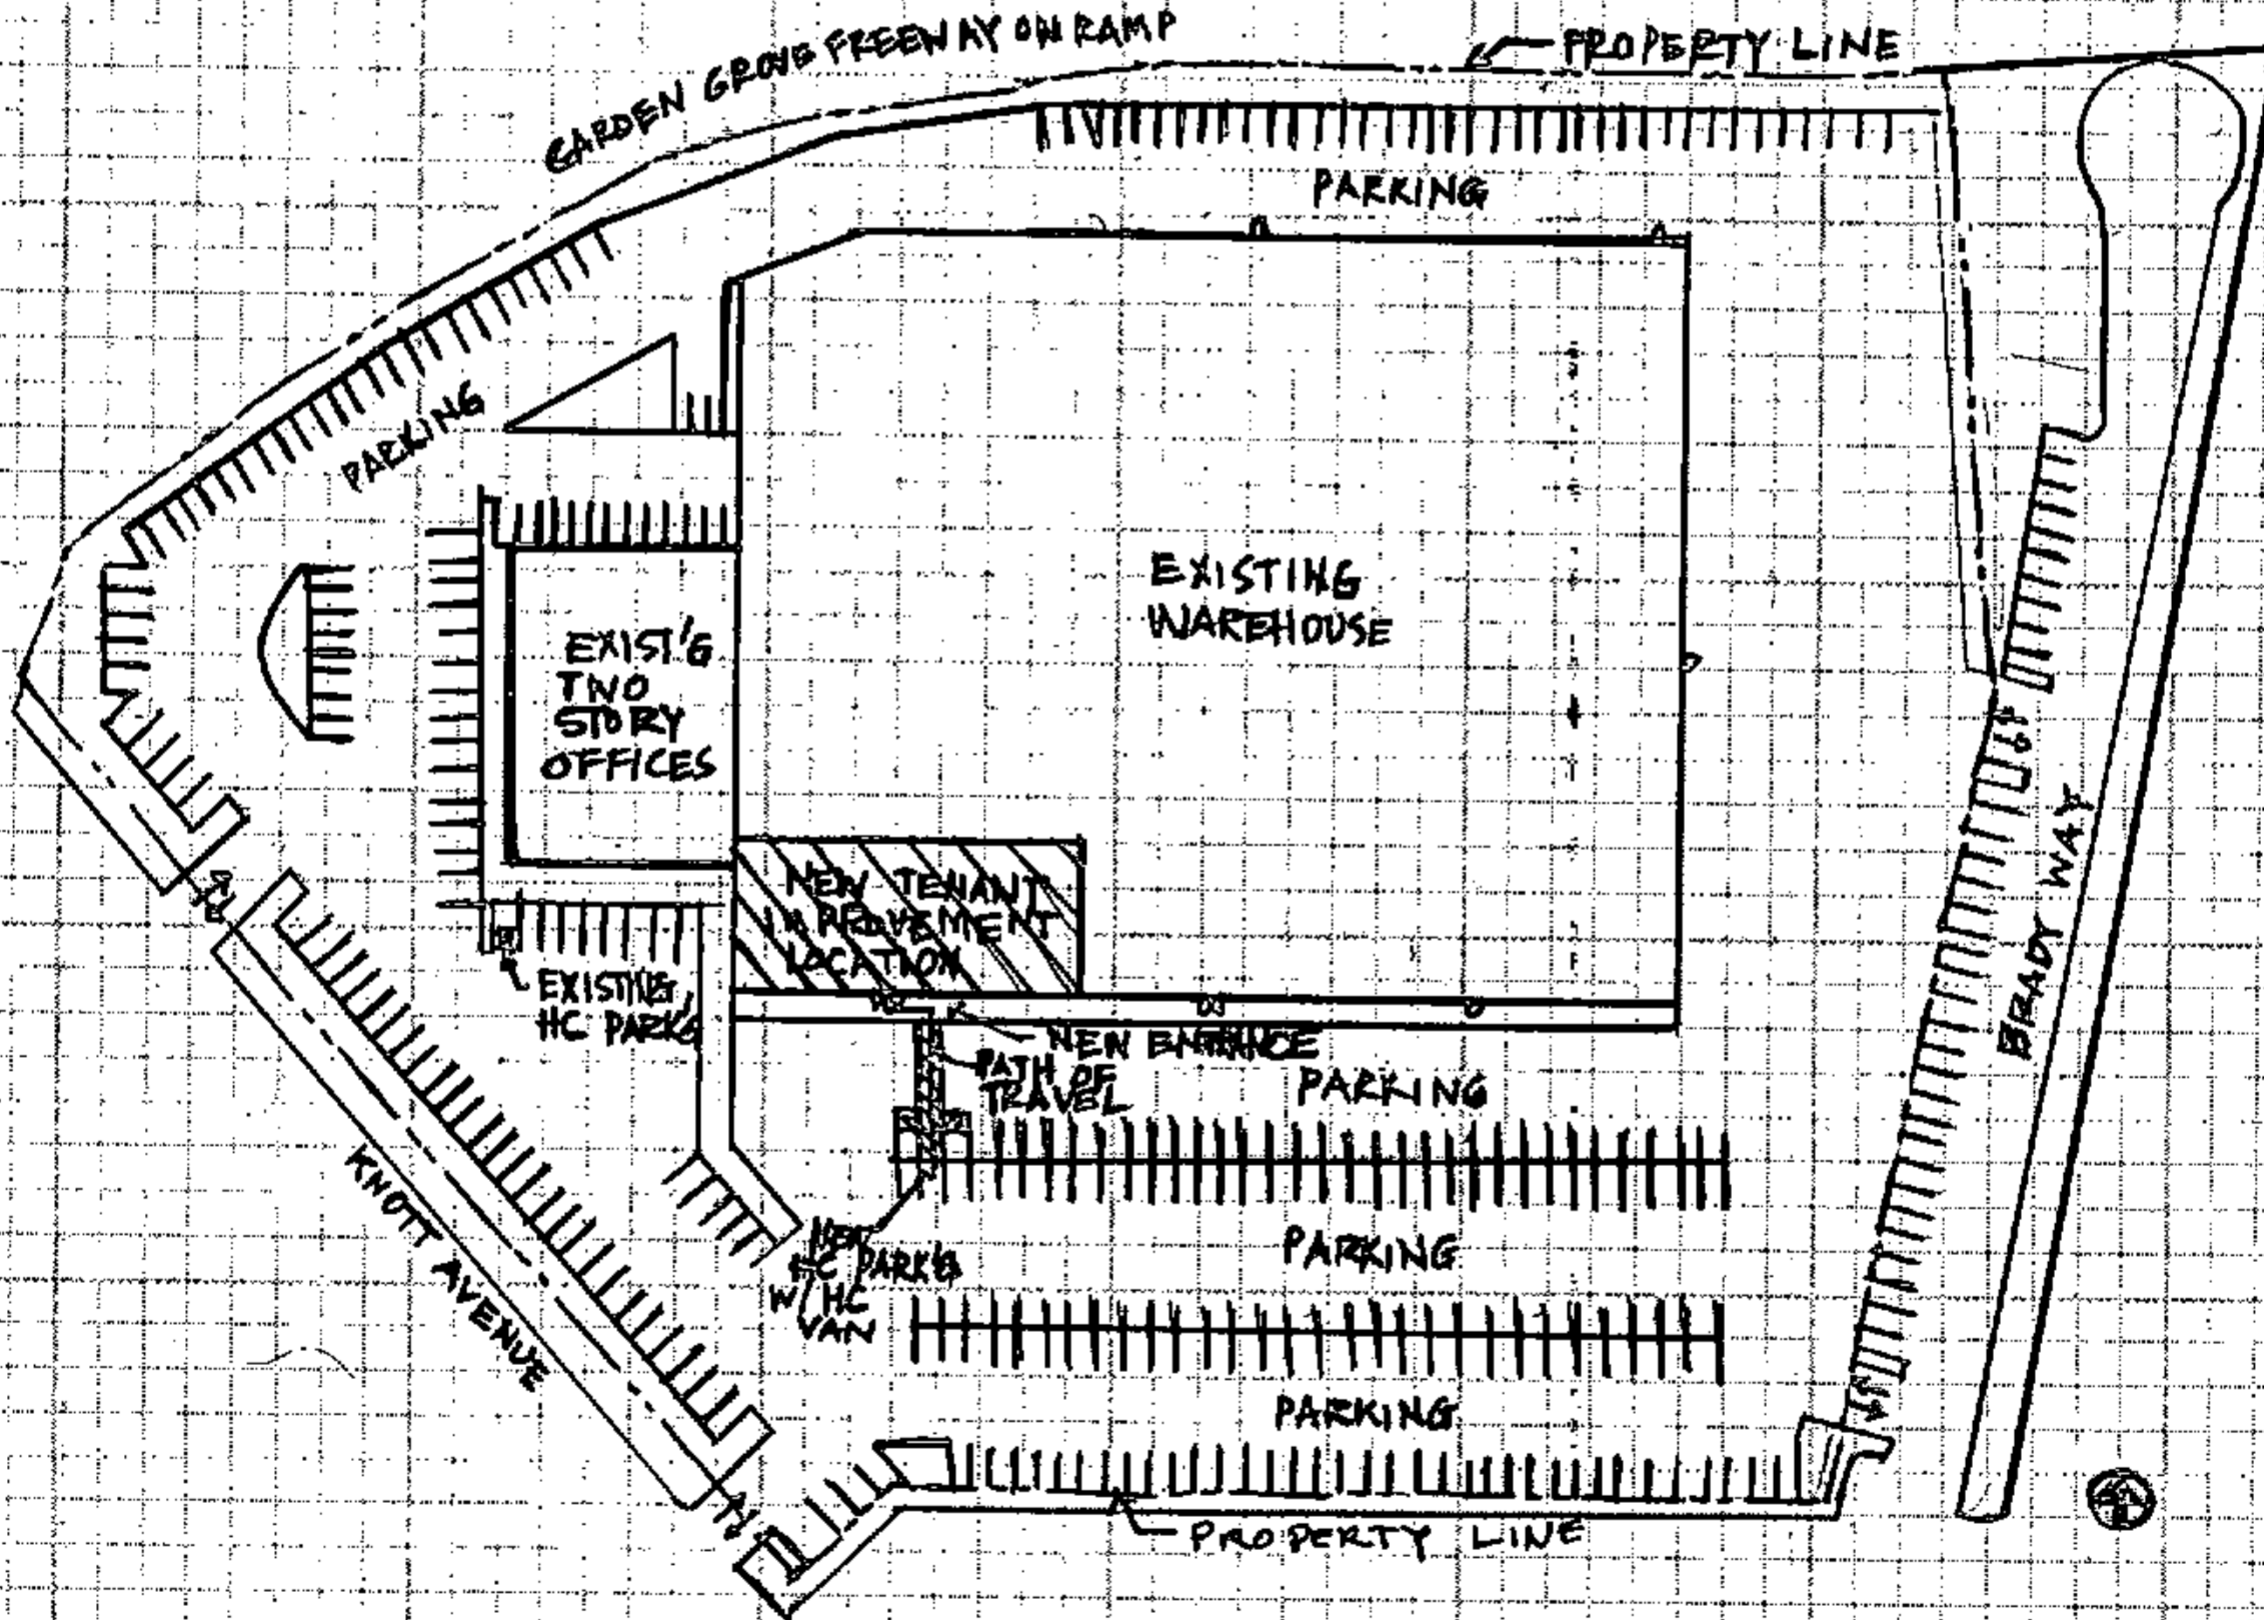 GARDEN GROVE FREEWAY ON RAMP
PROPERTY LINE
PARKING
PARKING
EXISTING
WAREHOUSE
EXIST'G
TWO
STORY
OFFICES
NEW TENANT
IMPROVEMENT
LOCATION
EXISTING
HC PARK'G
NEW ENTRANCE
PATH OF
TRAVEL
PARKING
BRADY WAY
KNOTT AVENUE
NEW
HC PARK'G
W/ HC
VAN
PARKING
PARKING
PROPERTY LINE